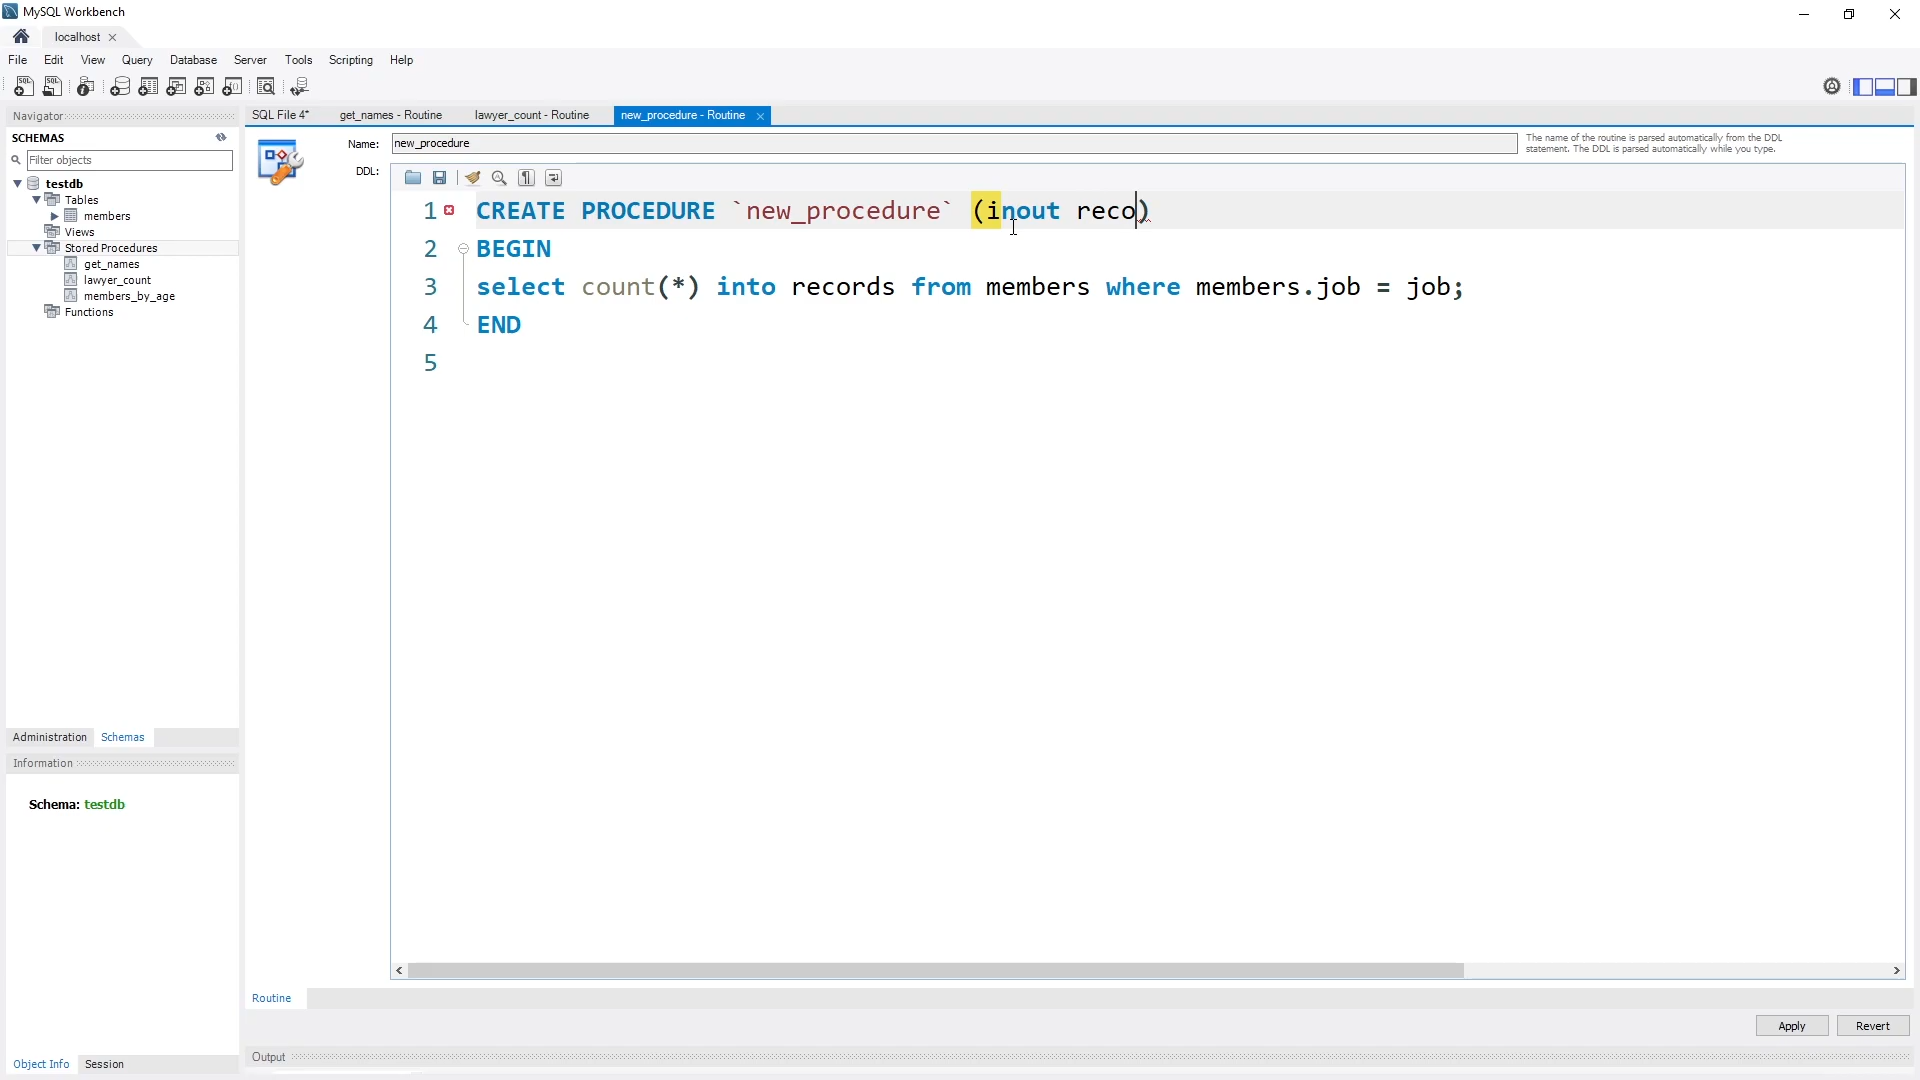 MySQL Workbench
localhost
File Edit View Query Database Server Tools Scripting Help
Navigator
SCHEMAS
Filter objects
testdb
Tables
members
Views
Stored Procedures
get_names
lawyer_count
members_by_age
Functions
Administration Schemas
Information
Schema: testdb
Object Info Session
SQL File 4* get_names - Routine lawyer_count - Routine new_procedure - Routine
Name: new_procedure
The name of the routine is parsed automatically from the DDL
statement. The DDL is parsed automatically while you type.
DDL:
1 CREATE PROCEDURE `new_procedure` (inout reco)
2 BEGIN
3 select count(*) into records from members where members.job = job;
4 END
5
Routine
Apply Revert
Output